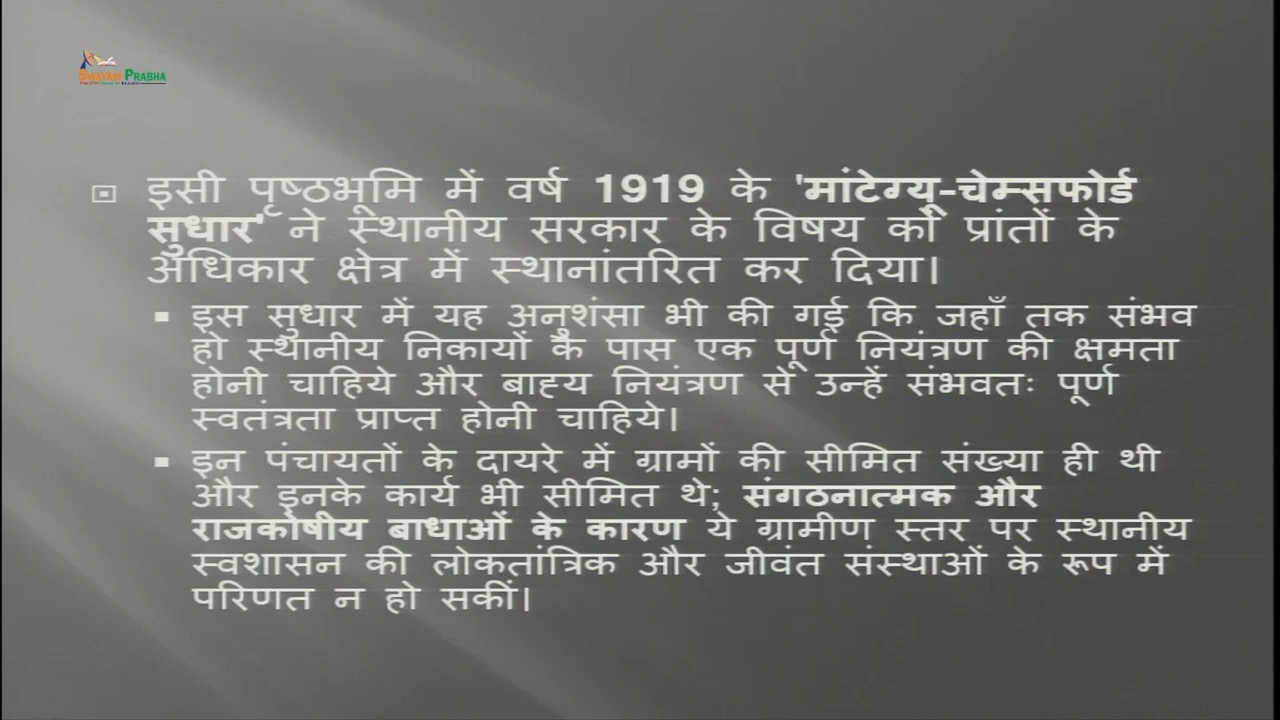 SWAYAM PRABHA
इसी पृष्ठभूमि में वर्ष 1919 के 'मांटेग्यू-चेम्सफोर्ड
सुधार' ने स्थानीय सरकार के विषय को प्रांतों के
अधिकार क्षेत्र में स्थानांतरित कर दिया।
इस सुधार में यह अनुशंसा भी की गई कि जहाँ तक संभव
हो स्थानीय निकायों के पास एक पूर्ण नियंत्रण की क्षमता
होनी चाहिये और बाह्य नियंत्रण से उन्हें संभवतः पूर्ण
स्वतंत्रता प्राप्त होनी चाहिये।
इन पंचायतों के दायरे में ग्रामों की सीमित संख्या ही थी
और इनके कार्य भी सीमित थे; संगठनात्मक और
राजकोषीय बाधाओं के कारण ये ग्रामीण स्तर पर स्थानीय
स्वशासन की लोकतांत्रिक और जीवंत संस्थाओं के रूप में
परिणत न हो सकीं।